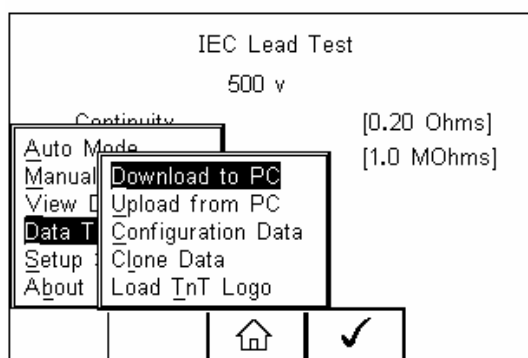 IEC Lead Test
500 v
Continuity [0.20 Ohms]
[1.0 MOhms]
Auto Mode
Manual
View
Data T
Setup
About
Download to PC
Upload from PC
Configuration Data
Clone Data
Load TnT Logo